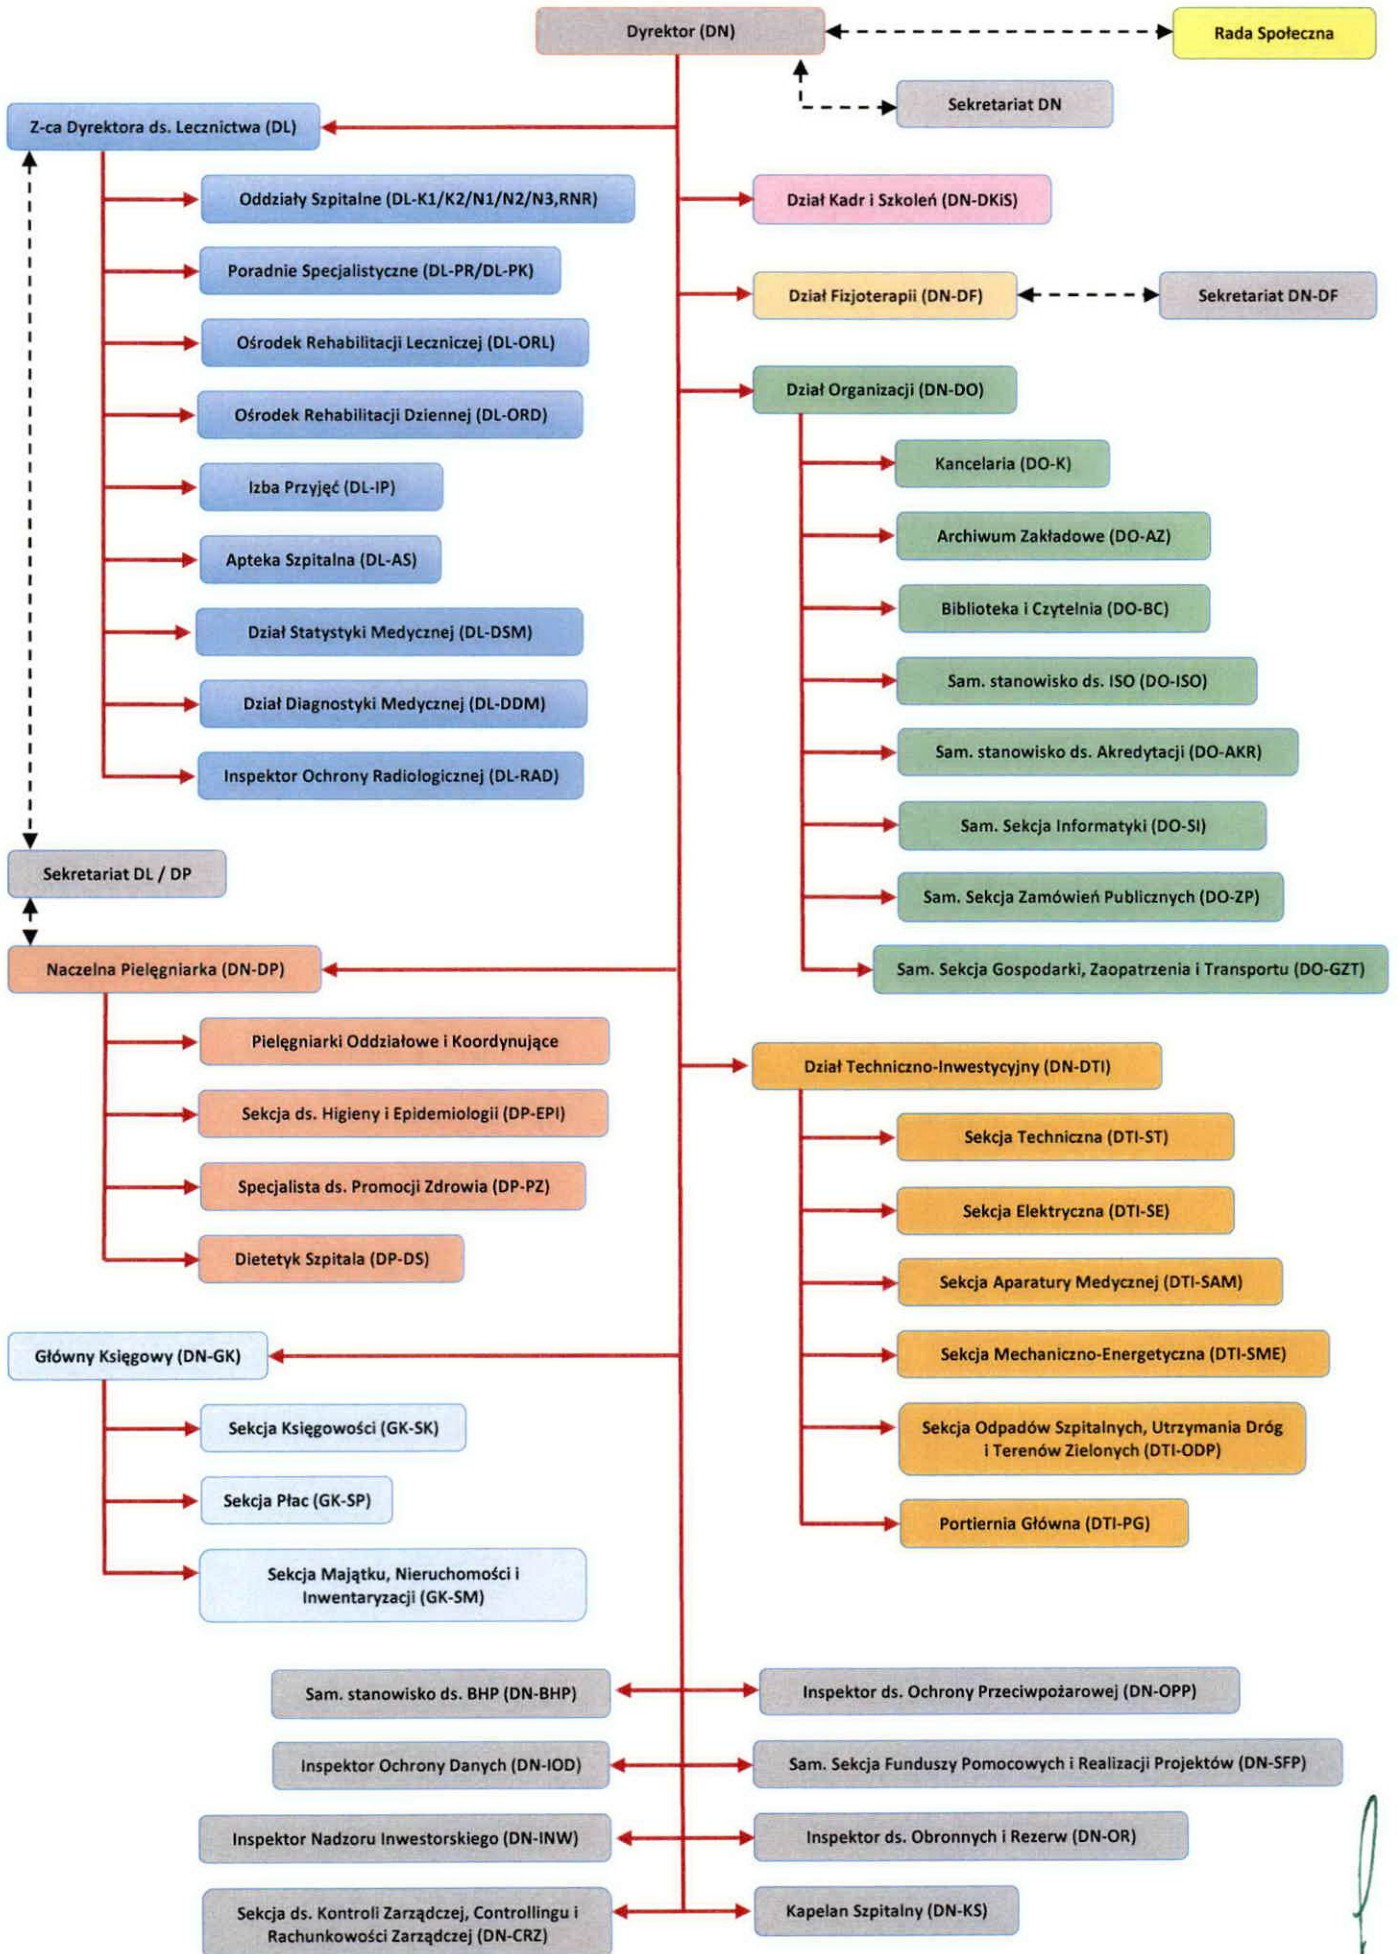 Dyrektor (DN)
Rada Społeczna
Sekretariat DN
Z-ca Dyrektora ds. Lecznictwa (DL)
Oddziały Szpitalne (DL-K1/K2/N1/N2/N3,RNR)
Poradnie Specjalistyczne (DL-PR/DL-PK)
Ośrodek Rehabilitacji Leczniczej (DL-ORL)
Ośrodek Rehabilitacji Dziennej (DL-ORD)
Izba Przyjęć (DL-IP)
Apteka Szpitalna (DL-AS)
Dział Statystyki Medycznej (DL-DSM)
Dział Diagnostyki Medycznej (DL-DDM)
Inspektor Ochrony Radiologicznej (DL-RAD)
Sekretariat DL / DP
Naczelna Pielęgniarka (DN-DP)
Pielęgniarki Oddziałowe i Koordynujące
Sekcja ds. Higieny i Epidemiologii (DP-EPI)
Specjalista ds. Promocji Zdrowia (DP-PZ)
Dietetyk Szpitala (DP-DS)
Główny Księgowy (DN-GK)
Sekcja Księgowości (GK-SK)
Sekcja Płac (GK-SP)
Sekcja Majątku, Nieruchomości i
Inwentaryzacji (GK-SM)
Dział Kadr i Szkoleń (DN-DKiS)
Dział Fizjoterapii (DN-DF)
Sekretariat DN-DF
Dział Organizacji (DN-DO)
Kancelaria (DO-K)
Archiwum Zakładowe (DO-AZ)
Biblioteka i Czytelnia (DO-BC)
Sam. stanowisko ds. ISO (DO-ISO)
Sam. stanowisko ds. Akredytacji (DO-AKR)
Sam. Sekcja Informatyki (DO-SI)
Sam. Sekcja Zamówień Publicznych (DO-ZP)
Sam. Sekcja Gospodarki, Zaopatrzenia i Transportu (DO-GZT)
Dział Techniczno-Inwestycyjny (DN-DTI)
Sekcja Techniczna (DTI-ST)
Sekcja Elektryczna (DTI-SE)
Sekcja Aparatury Medycznej (DTI-SAM)
Sekcja Mechaniczno-Energetyczna (DTI-SME)
Sekcja Odpadów Szpitalnych, Utrzymania Dróg
i Terenów Zielonych (DTI-ODP)
Portiernia Główna (DTI-PG)
Sam. stanowisko ds. BHP (DN-BHP)
Inspektor ds. Ochrony Przeciwpożarowej (DN-OPP)
Inspektor Ochrony Danych (DN-IOD)
Sam. Sekcja Funduszy Pomocowych i Realizacji Projektów (DN-SFP)
Inspektor Nadzoru Inwestorskiego (DN-INW)
Inspektor ds. Obronnych i Rezerw (DN-OR)
Sekcja ds. Kontroli Zarządczej, Controllingu i
Rachunkowości Zarządczej (DN-CRZ)
Kapelan Szpitalny (DN-KS)